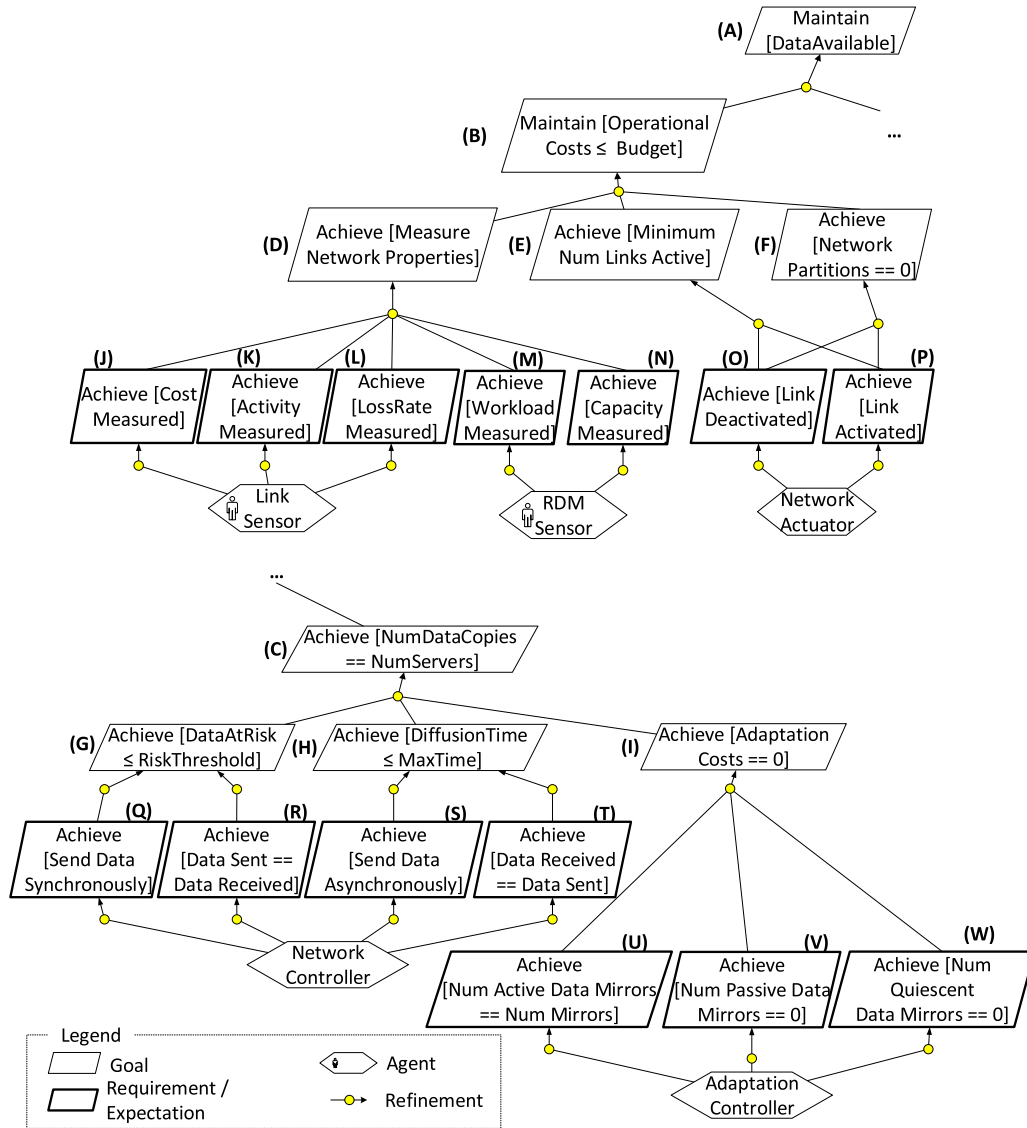 (A)
Maintain
[DataAvailable]
(B)
Maintain [Operational
Costs ≤ Budget]
...
(D)
Achieve [Measure
Network Properties]
(E)
Achieve [Minimum
Num Links Active]
(F)
Achieve
[Network
Partitions == 0]
(J)
Achieve [Cost
Measured]
(K)
Achieve
[Activity
Measured]
(L)
Achieve
[LossRate
Measured]
(M)
Achieve
[Workload
Measured]
(N)
Achieve
[Capacity
Measured]
(O)
Achieve [Link
Deactivated]
(P)
Achieve
[Link
Activated]
Link
Sensor
RDM
Sensor
Network
Actuator
...
(C)
Achieve [NumDataCopies
== NumServers]
(G)
Achieve [DataAtRisk
≤ RiskThreshold]
(H)
Achieve [DiffusionTime
≤ MaxTime]
(I)
Achieve [Adaptation
Costs == 0]
(Q)
Achieve
[Send Data
Synchronously]
(R)
Achieve
[Data Sent ==
Data Received]
(S)
Achieve
[Send Data
Asynchronously]
(T)
Achieve
[Data Received
== Data Sent]
Network
Controller
(U)
Achieve
[Num Active Data Mirrors
== Num Mirrors]
(V)
Achieve
[Num Passive Data
Mirrors == 0]
(W)
Achieve [Num
Quiescent
Data Mirrors == 0]
Adaptation
Controller
Legend
Goal
Agent
Requirement /
Expectation
Refinement